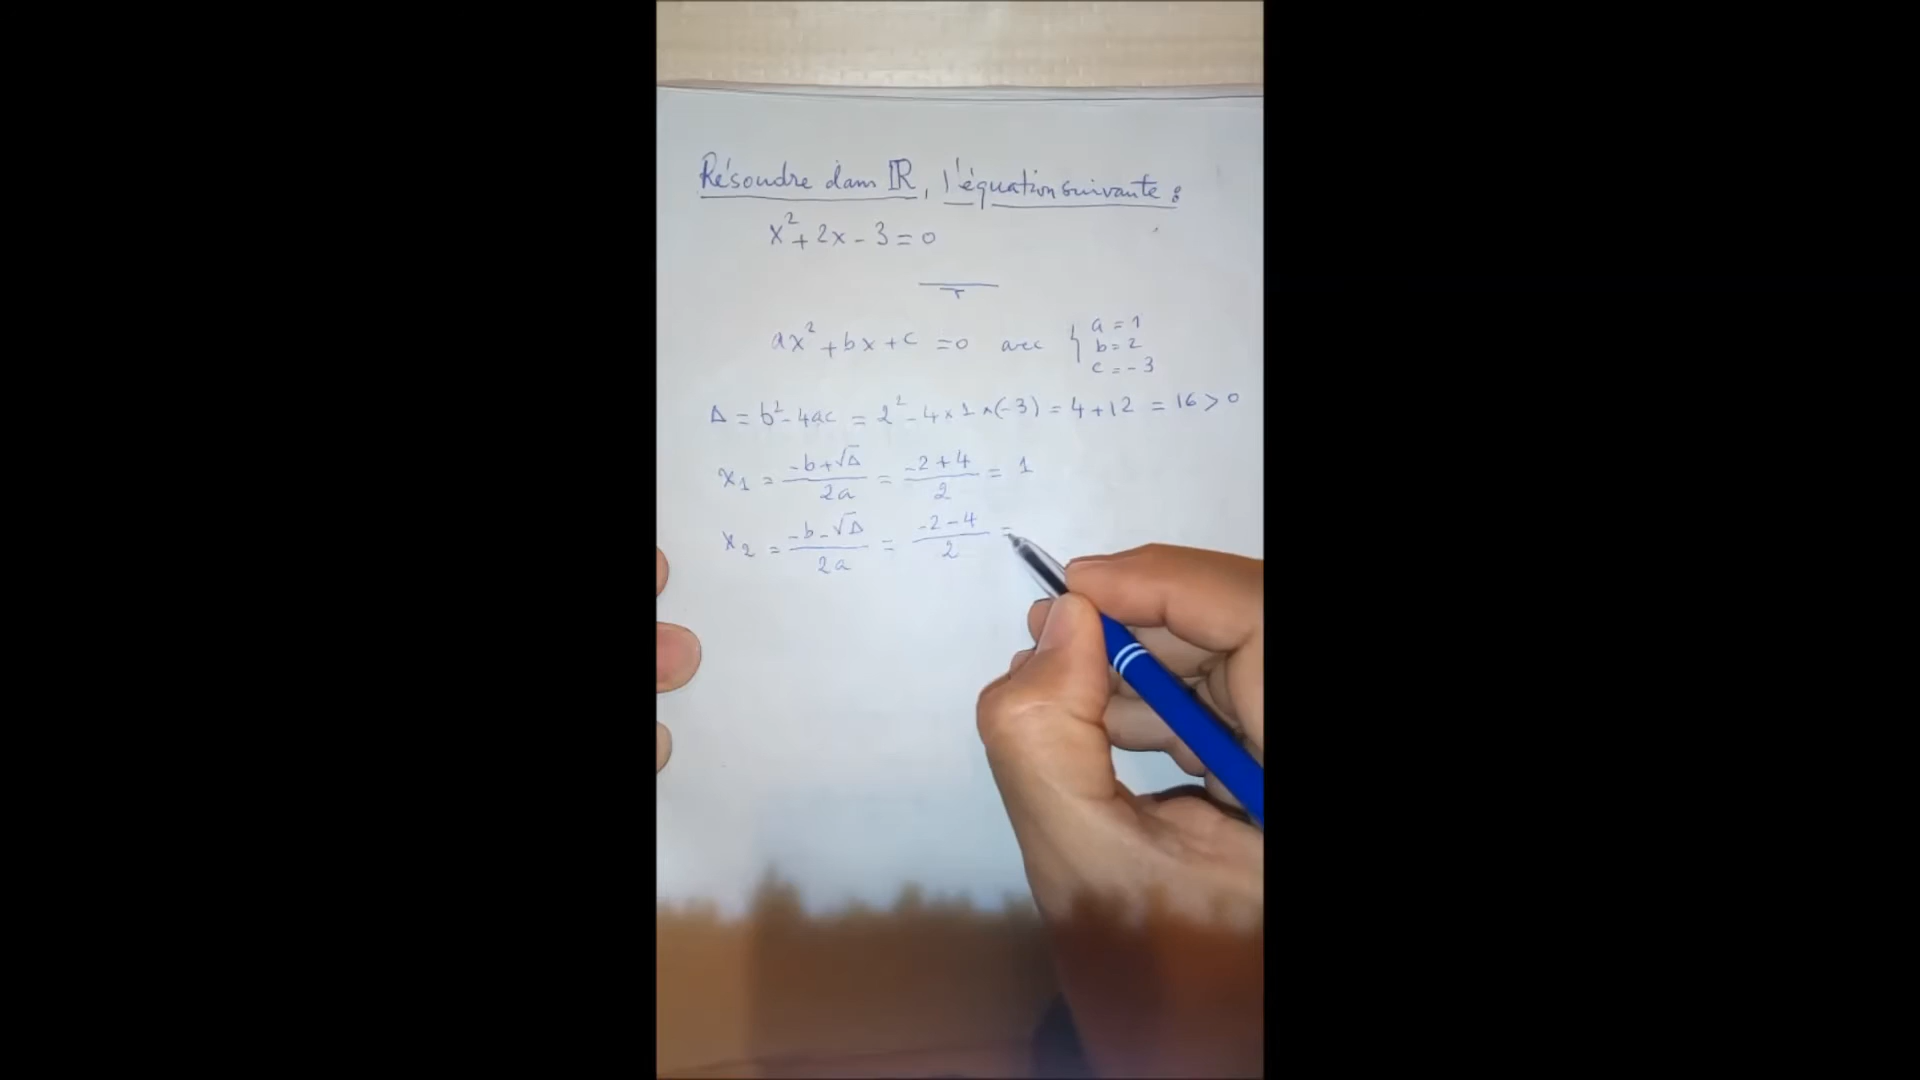 Résoudre dans ℝ, l'équation suivante :
x² + 2x - 3 = 0
ax² + bx + c = 0 avec { a = 1
b = 2
c = -3
Δ = b² - 4ac = 2² - 4 × 1 × (-3) = 4 + 12 = 16 > 0
x₁ = (-b + √Δ)/2a = (-2 + 4)/2 = 1
x₂ = (-b - √Δ)/2a = (-2 - 4)/2 =